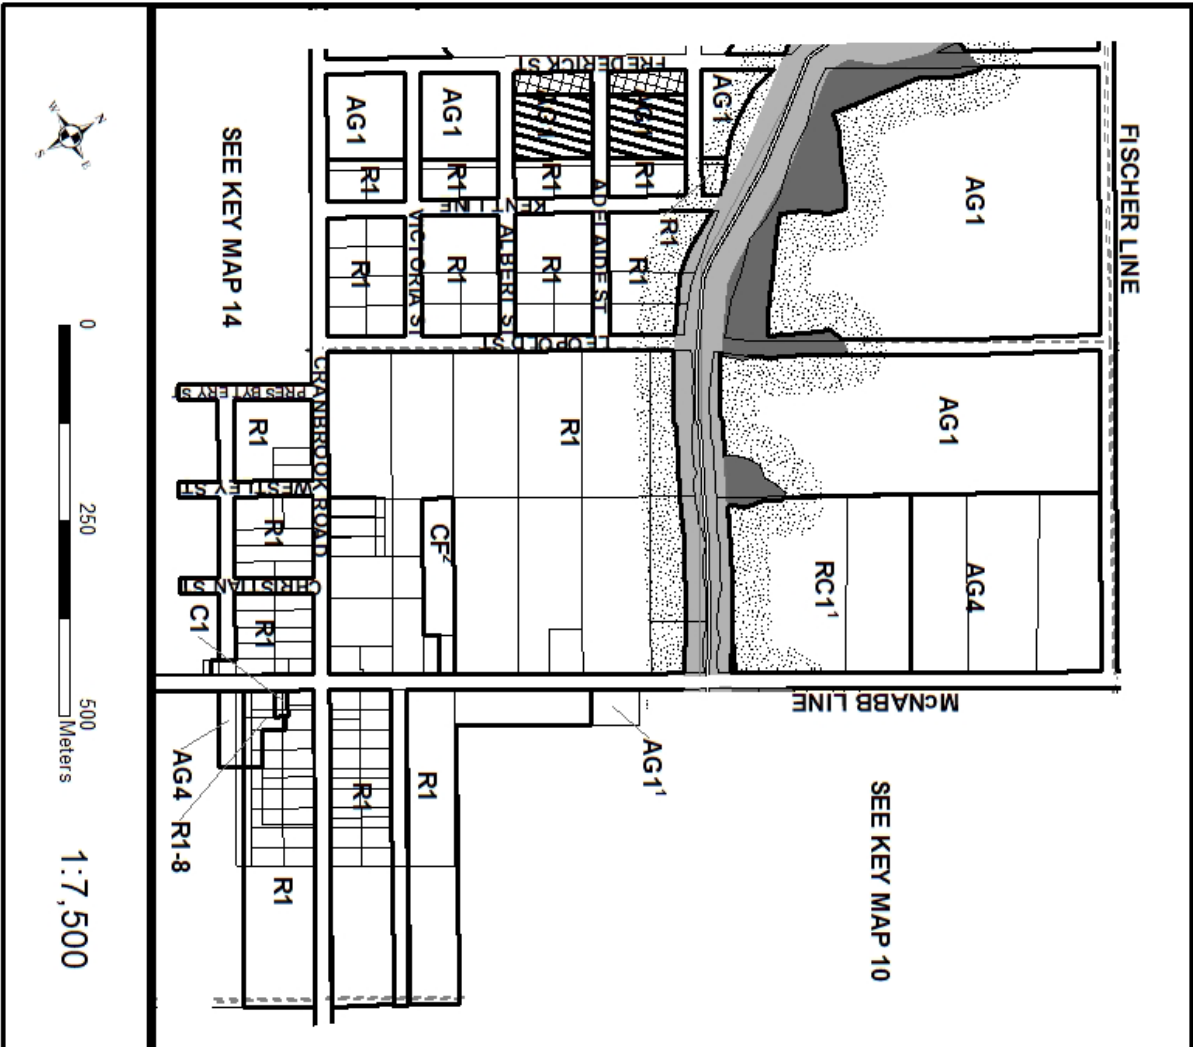 FISCHER LINE
FREDERICK ST
AG1
AG1
AG1
AG1
AG1
AG1
R1
R1
R1
R1
KENT LINE
ADELAIDE ST
ALBERT ST
VICTORIA ST
R1
R1
R1
R1
R1
LEOPOLD ST
SEE KEY MAP 14
CRANBROOK ROAD
PRESBYTERY ST
R1
R1
AG1
WESTLEY ST
R1
CF²
RC1¹
AG4
CHRISTIAN ST
C1
R1
McNABB LINE
AG4
R1-8
R1
R1
R1
AG1¹
SEE KEY MAP 10
N
E
S
W
0
250
500
Meters
1:7,500